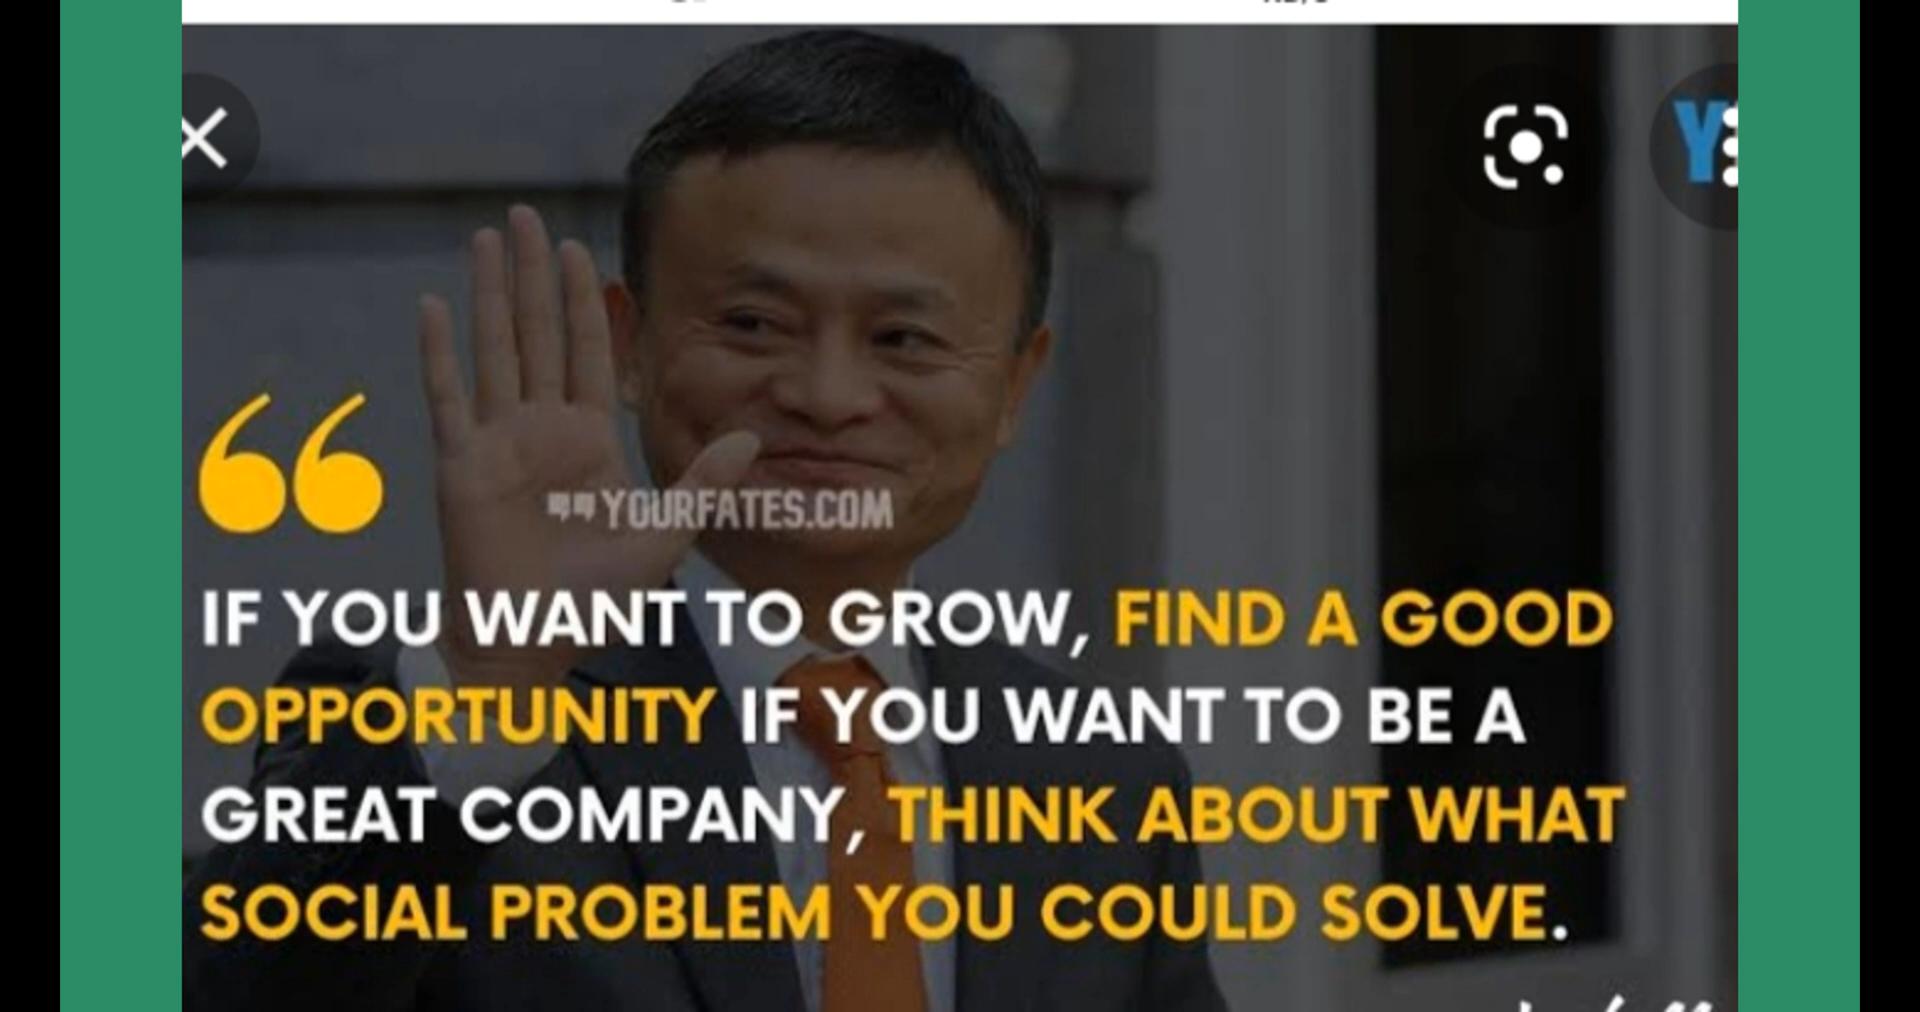 YOURFATES.COM
IF YOU WANT TO GROW, FIND A GOOD
OPPORTUNITY IF YOU WANT TO BE A
GREAT COMPANY, THINK ABOUT WHAT
SOCIAL PROBLEM YOU COULD SOLVE.